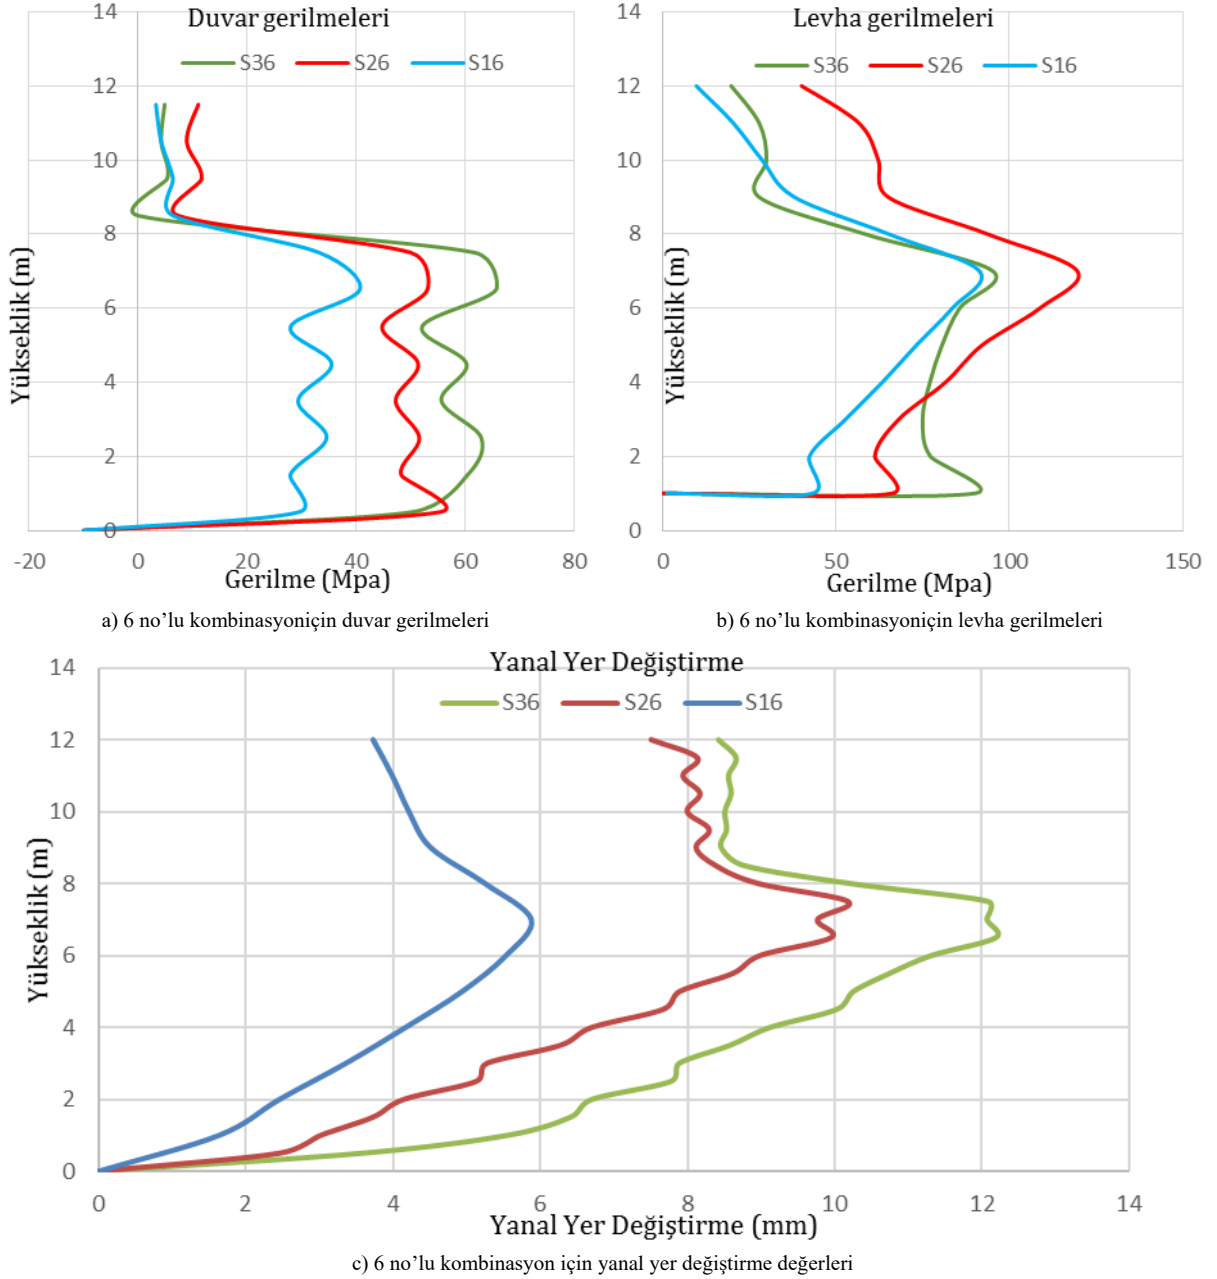 Duvar gerilmeleri
S36 S26 S16
14
12
10
8
6
4
2
0
Yükseklik (m)
-20 0 20 40 60 80
Gerilme (Mpa)
a) 6 no’lu kombinasyoniçin duvar gerilmeleri
Levha gerilmeleri
S36 S26 S16
14
12
10
8
6
4
2
0
Yükseklik (m)
0 50 100 150
Gerilme (Mpa)
b) 6 no’lu kombinasyoniçin levha gerilmeleri
Yanal Yer Değiştirme
S36 S26 S16
14
12
10
8
6
4
2
0
Yükseklik (m)
0 2 4 6 8 10 12 14
Yanal Yer Değiştirme (mm)
c) 6 no’lu kombinasyon için yanal yer değiştirme değerleri